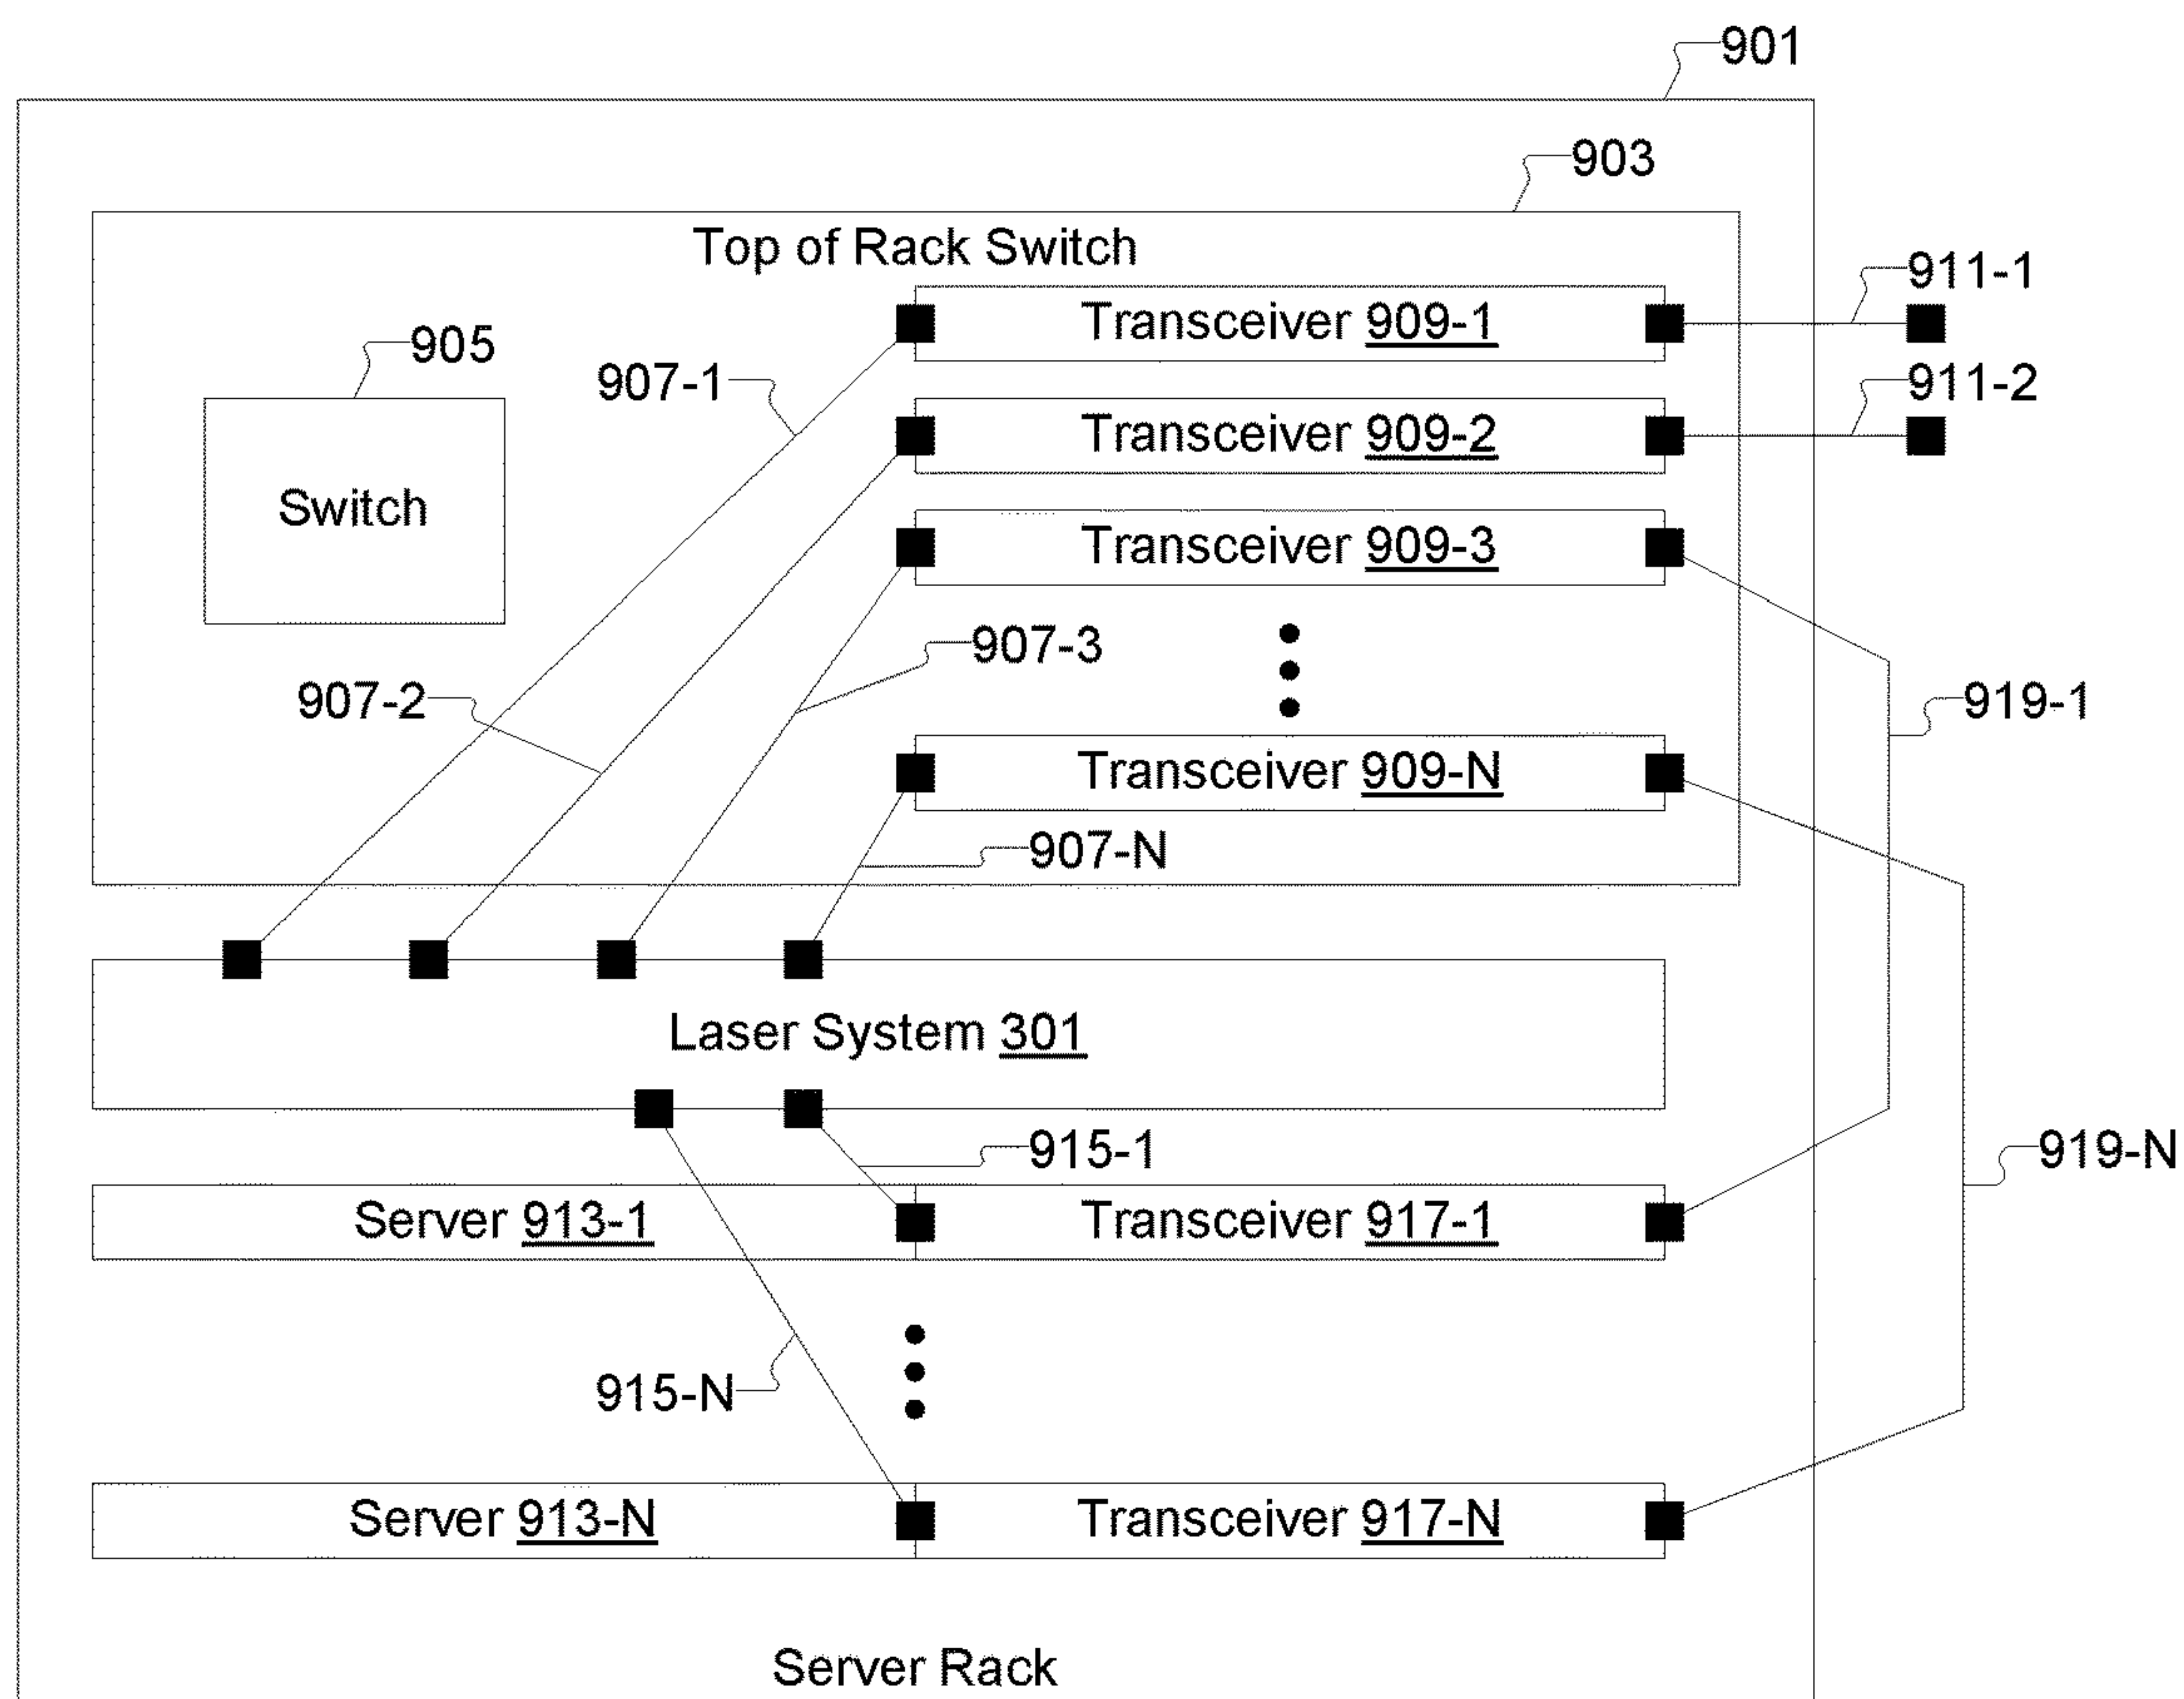 901
903
Top of Rack Switch
911-1
Transceiver 909-1
905
907-1
911-2
Transceiver 909-2
Switch
Transceiver 909-3
907-3
907-2
919-1
Transceiver 909-N
907-N
Laser System 301
915-1
919-N
Server 913-1
Transceiver 917-1
915-N
Server 913-N
Transceiver 917-N
Server Rack